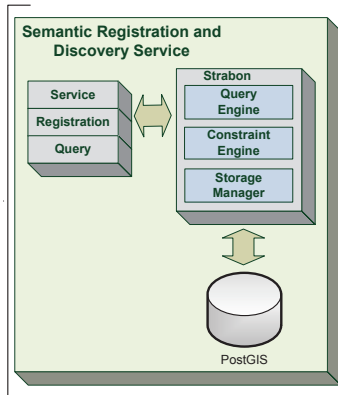 Semantic Registration and
Discovery Service
Service
Registration
Query
Strabon
Query
Engine
Constraint
Engine
Storage
Manager
PostGIS